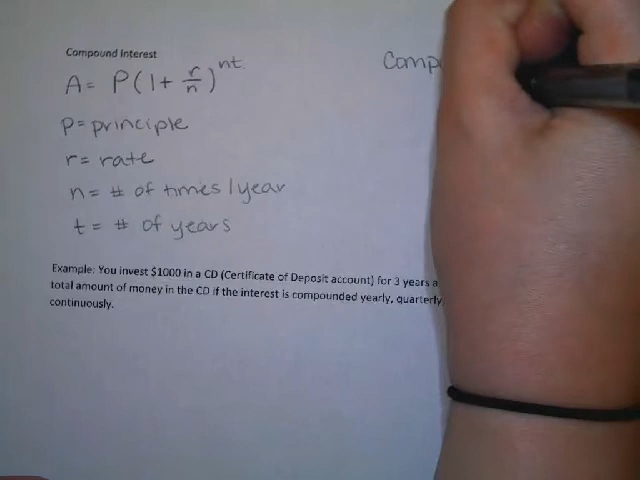 Compound Interest
A = P(1 + r/n)^nt
Comp
P = principle
r = rate
n = # of times / year
t = # of years
Example: You invest $1000 in a CD (Certificate of Deposit account) for 3 years a
total amount of money in the CD if the interest is compounded yearly, quarterly,
continuously.